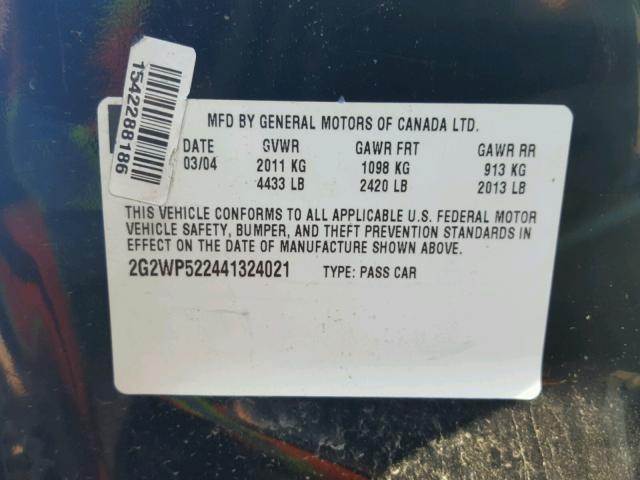 1542288186
MFD BY GENERAL MOTORS OF CANADA LTD.
DATE GVWR GAWR FRT GAWR RR
03/04 2011 KG 1098 KG 913 KG
4433 LB 2420 LB 2013 LB
THIS VEHICLE CONFORMS TO ALL APPLICABLE U.S. FEDERAL MOTOR
VEHICLE SAFETY, BUMPER, AND THEFT PREVENTION STANDARDS IN
EFFECT ON THE DATE OF MANUFACTURE SHOWN ABOVE.
2G2WP522441324021 TYPE: PASS CAR